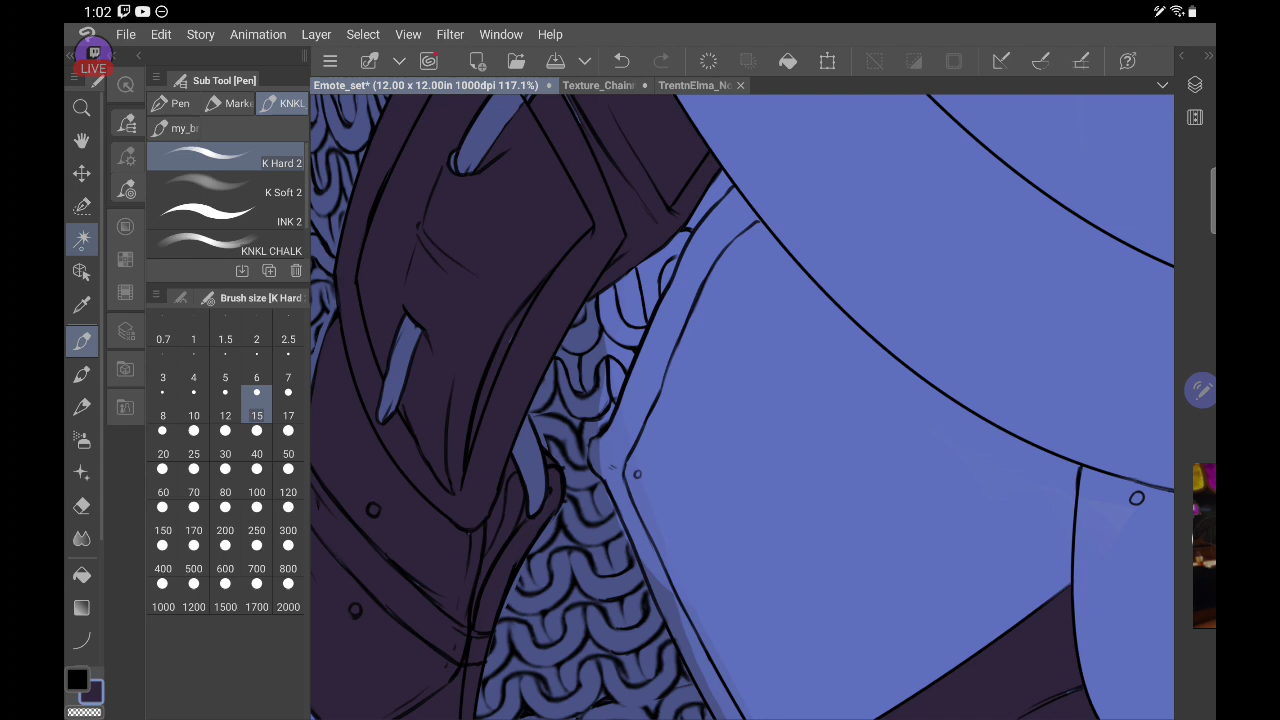 1:02
File Edit Story Animation Layer Select View Filter Window Help
LIVE
Sub Tool [Pen]
Emote_set* (12.00 x 12.00in 1000dpi 117.1%) Texture_Chain TrentnElma_No
Pen Mark KNKL
my_br
K Hard 2
K Soft 2
INK 2
KNKL CHALK
Brush size [K Hard
0.7 1 1.5 2 2.5
3 4 5 6 7
8 10 12 15 17
20 25 30 40 50
60 70 80 100 120
150 170 200 250 300
400 500 600 700 800
1000 1200 1500 1700 2000